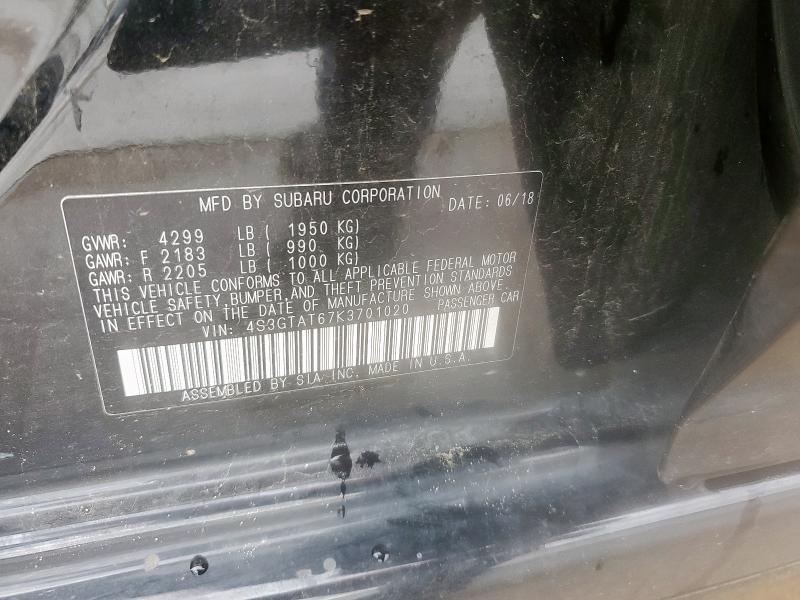 MFD BY SUBARU CORPORATION DATE: 06/18
GVWR: 4299 LB ( 1950 KG)
GAWR: F 2183 LB ( 990 KG)
GAWR: R 2205 LB ( 1000 KG)
THIS VEHICLE CONFORMS TO ALL APPLICABLE FEDERAL MOTOR
VEHICLE SAFETY, BUMPER, AND THEFT PREVENTION STANDARDS
IN EFFECT ON THE DATE OF MANUFACTURE SHOWN ABOVE.
VIN: 4S3GTAT67K3701020 PASSENGER CAR
ASSEMBLED BY SIA INC. MADE IN U.S.A.